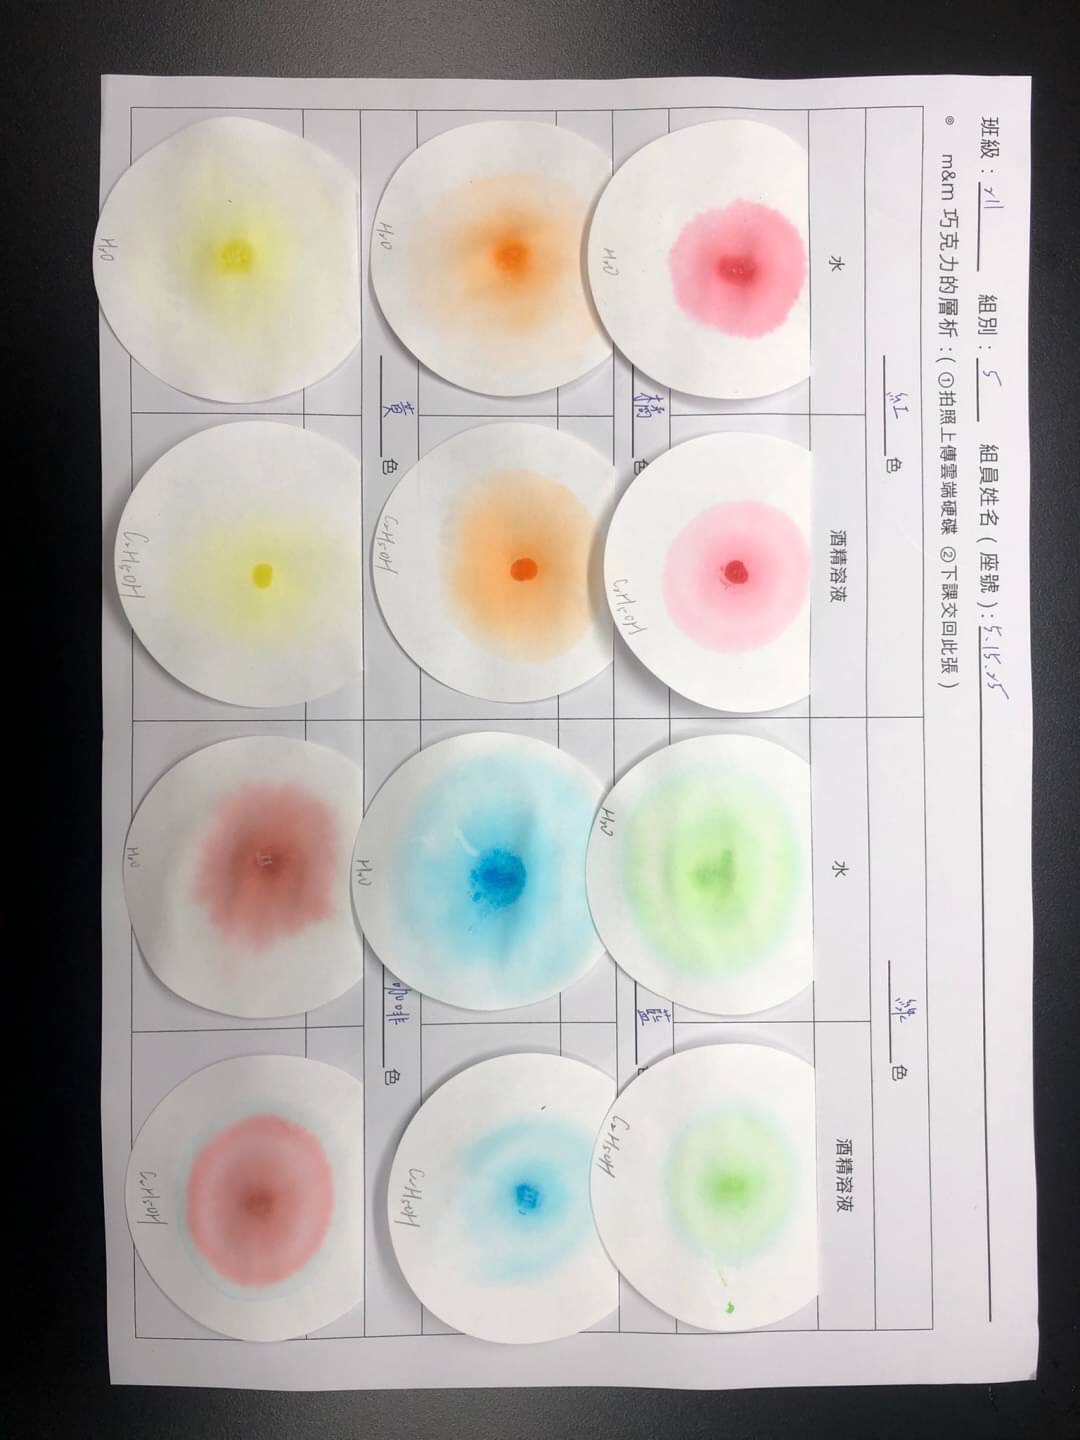 班級：211 組別：5 組員姓名(座號)：5.15.25
◎ m&m 巧克力的層析：(①拍照上傳雲端硬碟 ②下課交回此張)
紅色 綠色
水 酒精溶液 水 酒精溶液
H2O C2H5OH H2O C2H5OH
橘色 藍色
H2O C2H5OH H2O C2H5OH
黃色 咖啡色
H2O C2H5OH H2O C2H5OH